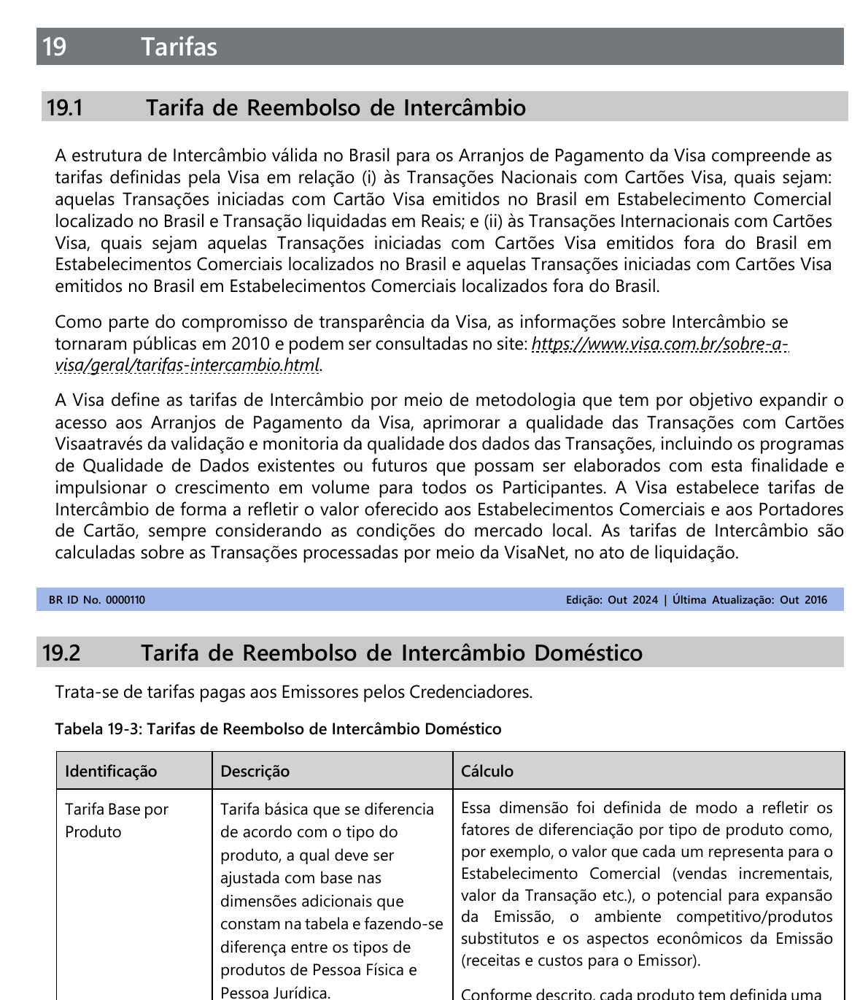 19 Tarifas
19.1 Tarifa de Reembolso de Intercâmbio
A estrutura de Intercâmbio válida no Brasil para os Arranjos de Pagamento da Visa compreende as
tarifas definidas pela Visa em relação (i) às Transações Nacionais com Cartões Visa, quais sejam:
aquelas Transações iniciadas com Cartão Visa emitidos no Brasil em Estabelecimento Comercial
localizado no Brasil e Transação liquidadas em Reais; e (ii) às Transações Internacionais com Cartões
Visa, quais sejam aquelas Transações iniciadas com Cartões Visa emitidos fora do Brasil em
Estabelecimentos Comerciais localizados no Brasil e aquelas Transações iniciadas com Cartões Visa
emitidos no Brasil em Estabelecimentos Comerciais localizados fora do Brasil.
Como parte do compromisso de transparência da Visa, as informações sobre Intercâmbio se
tornaram públicas em 2010 e podem ser consultadas no site: https://www.visa.com.br/sobre-a-
visa/geral/tarifas-intercambio.html.
A Visa define as tarifas de Intercâmbio por meio de metodologia que tem por objetivo expandir o
acesso aos Arranjos de Pagamento da Visa, aprimorar a qualidade das Transações com Cartões
Visaatravés da validação e monitoria da qualidade dos dados das Transações, incluindo os programas
de Qualidade de Dados existentes ou futuros que possam ser elaborados com esta finalidade e
impulsionar o crescimento em volume para todos os Participantes. A Visa estabelece tarifas de
Intercâmbio de forma a refletir o valor oferecido aos Estabelecimentos Comerciais e aos Portadores
de Cartão, sempre considerando as condições do mercado local. As tarifas de Intercâmbio são
calculadas sobre as Transações processadas por meio da VisaNet, no ato de liquidação.
BR ID No. 0000110 Edição: Out 2024 | Última Atualização: Out 2016
19.2 Tarifa de Reembolso de Intercâmbio Doméstico
Trata-se de tarifas pagas aos Emissores pelos Credenciadores.
Tabela 19-3: Tarifas de Reembolso de Intercâmbio Doméstico
Identificação
Descrição
Cálculo
Tarifa Base por
Produto
Tarifa básica que se diferencia
de acordo com o tipo do
produto, a qual deve ser
ajustada com base nas
dimensões adicionais que
constam na tabela e fazendo-se
diferença entre os tipos de
produtos de Pessoa Física e
Pessoa Jurídica.
Essa dimensão foi definida de modo a refletir os
fatores de diferenciação por tipo de produto como,
por exemplo, o valor que cada um representa para o
Estabelecimento Comercial (vendas incrementais,
valor da Transação etc.), o potencial para expansão
da Emissão, o ambiente competitivo/produtos
substitutos e os aspectos econômicos da Emissão
(receitas e custos para o Emissor).
Conforme descrito, cada produto tem definida uma